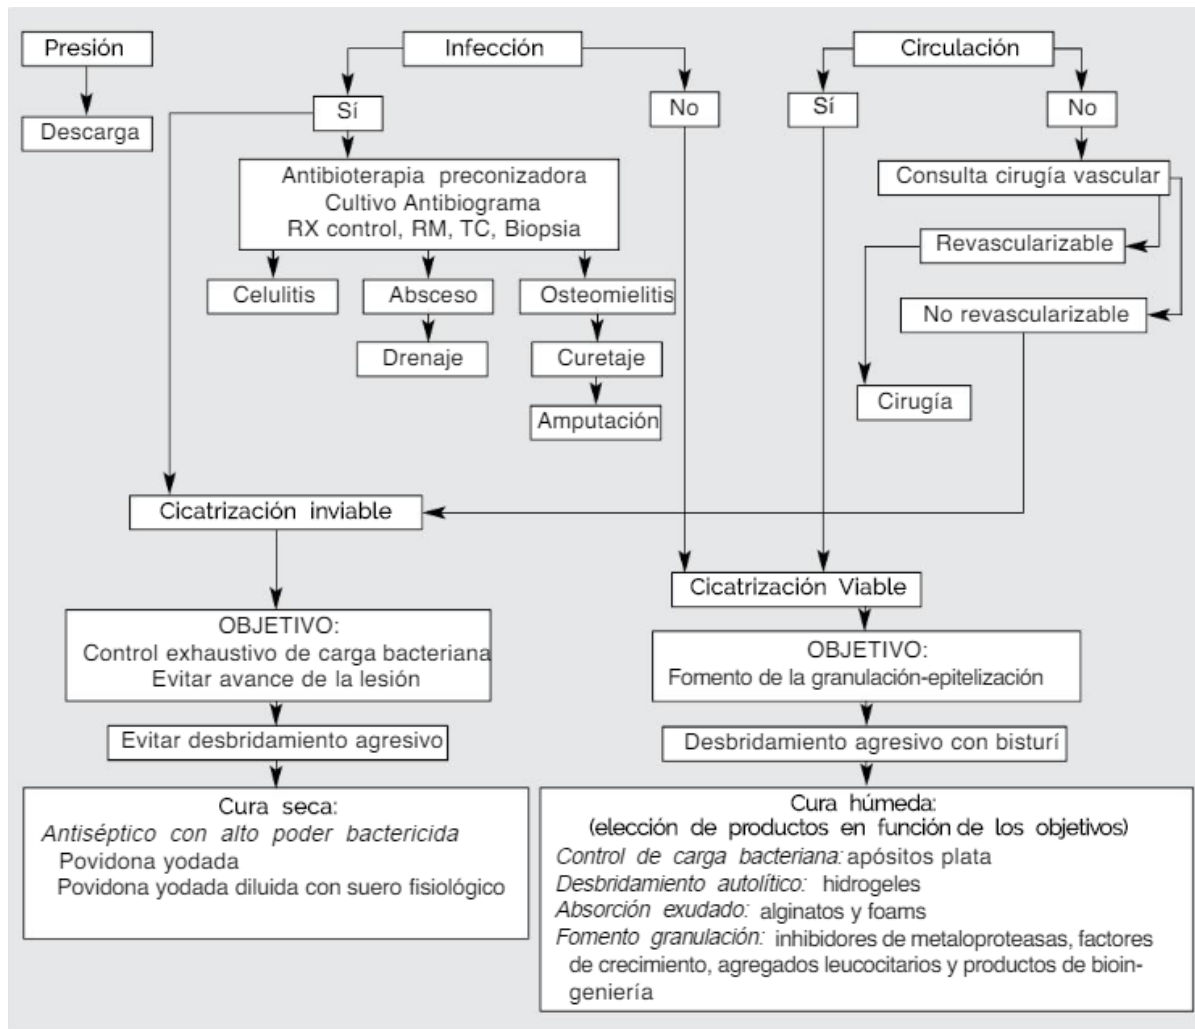 Presión
Infección
Circulación
Sí
No
Sí
No
Descarga
Antibioterapia preconizadora
Cultivo Antibiograma
RX control, RM, TC, Biopsia
Consulta cirugía vascular
Revascularizable
No revascularizable
Celulitis
Absceso
Osteomielitis
Drenaje
Curetaje
Cirugía
Amputación
Cicatrización inviable
Cicatrización Viable
OBJETIVO:
Control exhaustivo de carga bacteriana
Evitar avance de la lesión
OBJETIVO:
Fomento de la granulación-epitelización
Evitar desbridamiento agresivo
Desbridamiento agresivo con bisturí
Cura seca:
Antiséptico con alto poder bactericida
Povidona yodada
Povidona yodada diluida con suero fisiológico
Cura húmeda:
(elección de productos en función de los objetivos)
Control de carga bacteriana: apósitos plata
Desbridamiento autolítico: hidrogeles
Absorción exudado: alginatos y foams
Fomento granulación: inhibidores de metaloproteasas, factores
de crecimiento, agregados leucocitarios y productos de bioin-
geniería